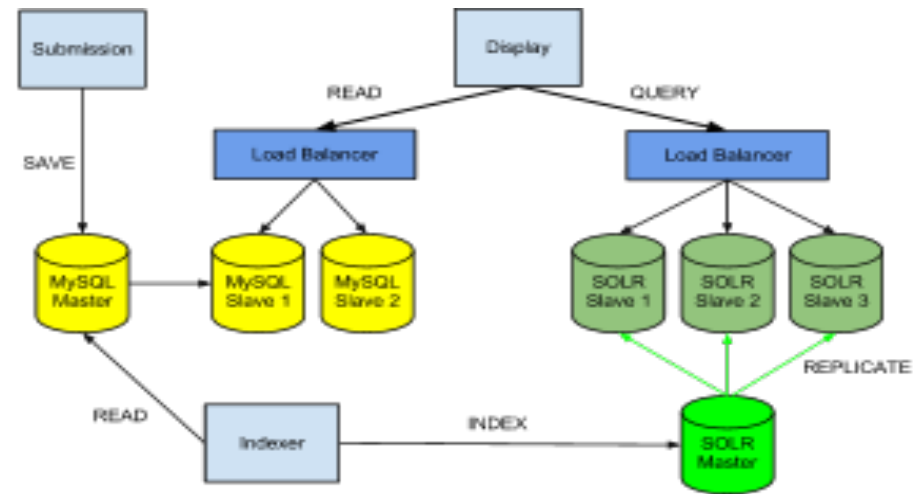 Submission
Display
READ
QUERY
Load Balancer
Load Balancer
SAVE
MySQL
Master
MySQL
Slave 1
MySQL
Slave 2
SOLR
Slave 1
SOLR
Slave 2
SOLR
Slave 3
REPLICATE
READ
INDEX
Indexer
SOLR
Master